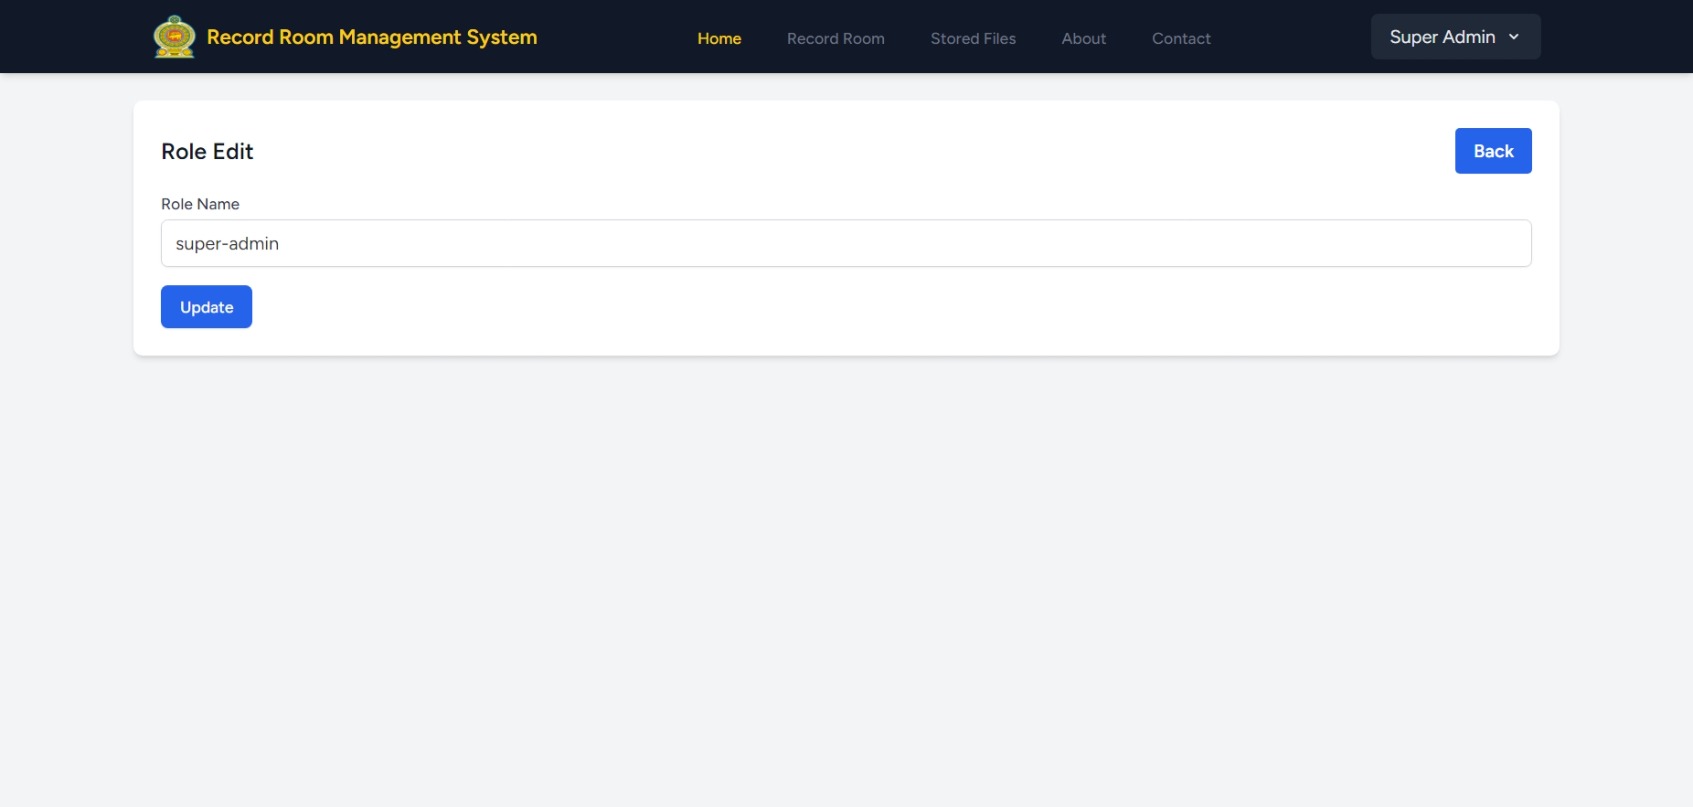 Record Room Management System
Home Record Room Stored Files About Contact
Super Admin
Role Edit
Back
Role Name
super-admin
Update